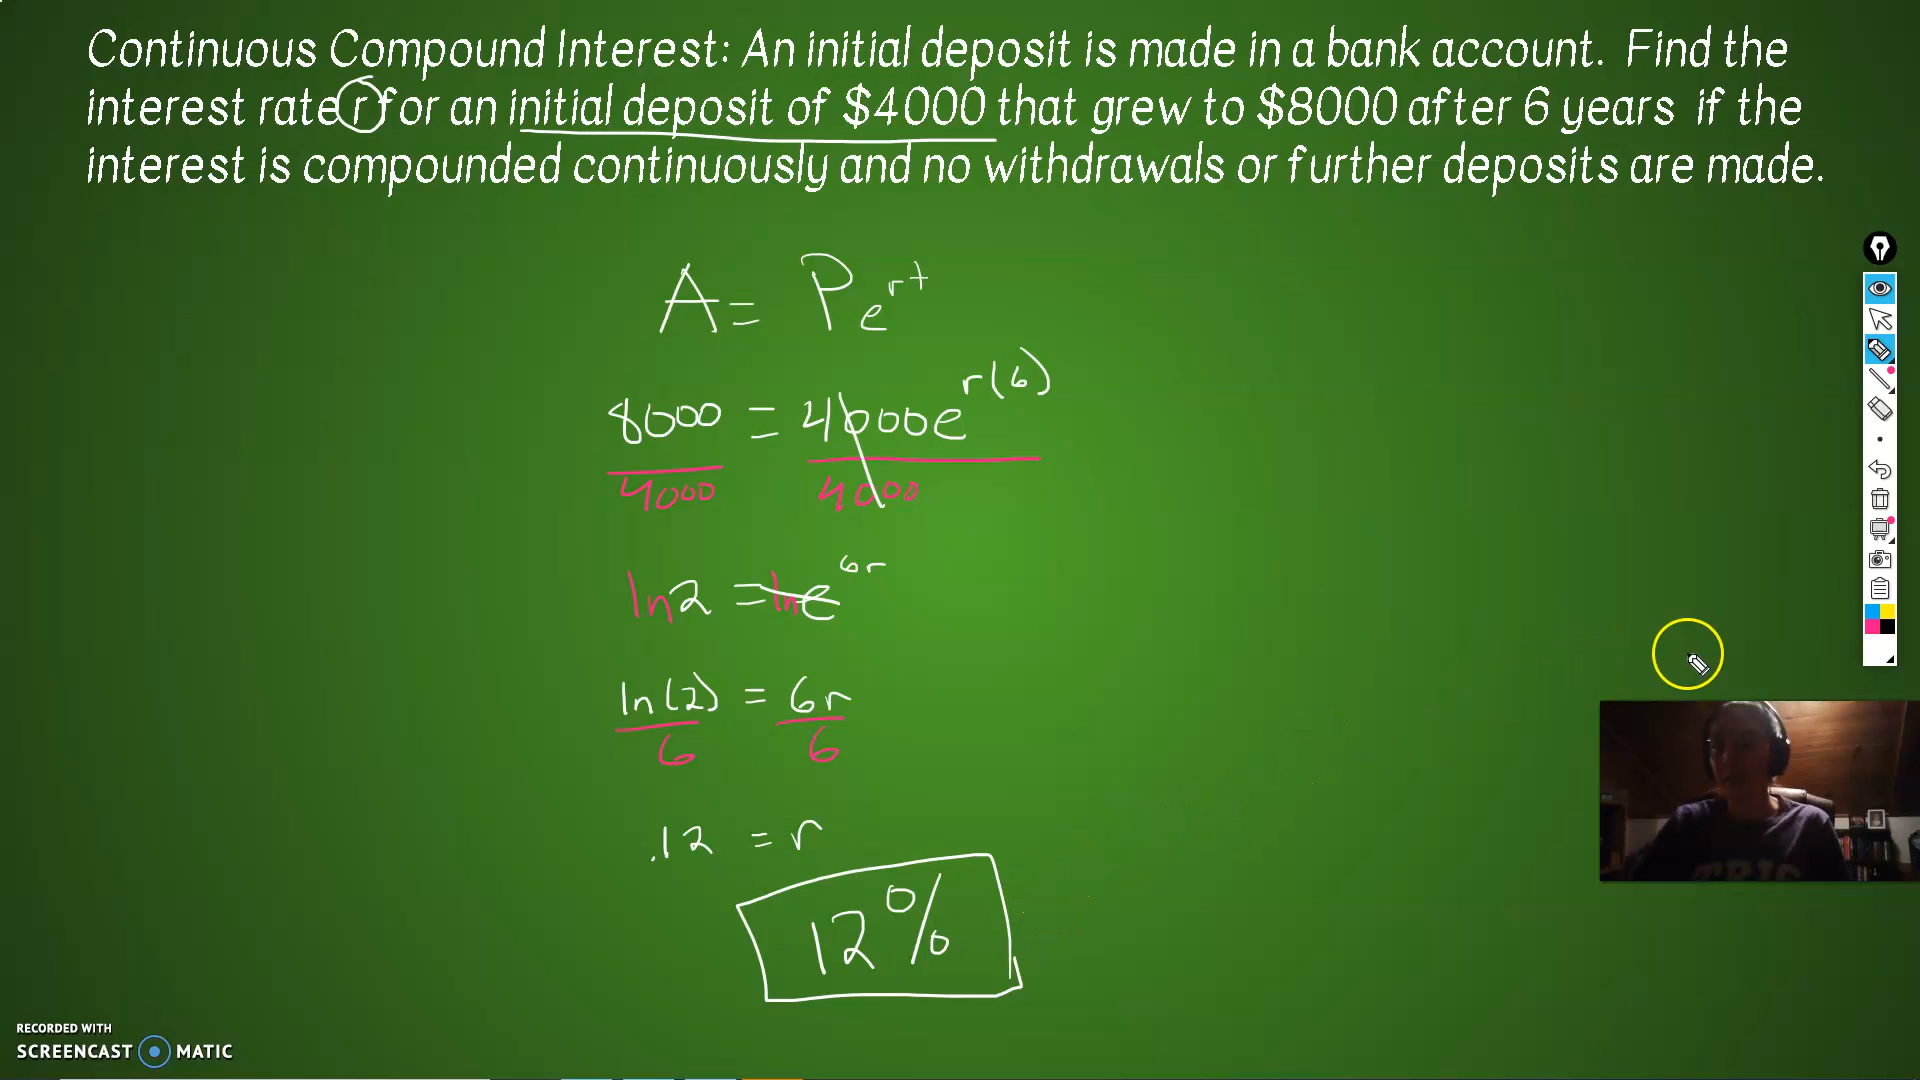 Continuous Compound Interest: An initial deposit is made in a bank account. Find the
interest rate r for an initial deposit of $4000 that grew to $8000 after 6 years if the
interest is compounded continuously and no withdrawals or further deposits are made.
A = Pe^rt
8000 = 4000e^r(6)
4000 4000
ln2 = lne^6r
ln(2) = 6r
6 6
.12 = r
12%
RECORDED WITH
SCREENCAST MATIC